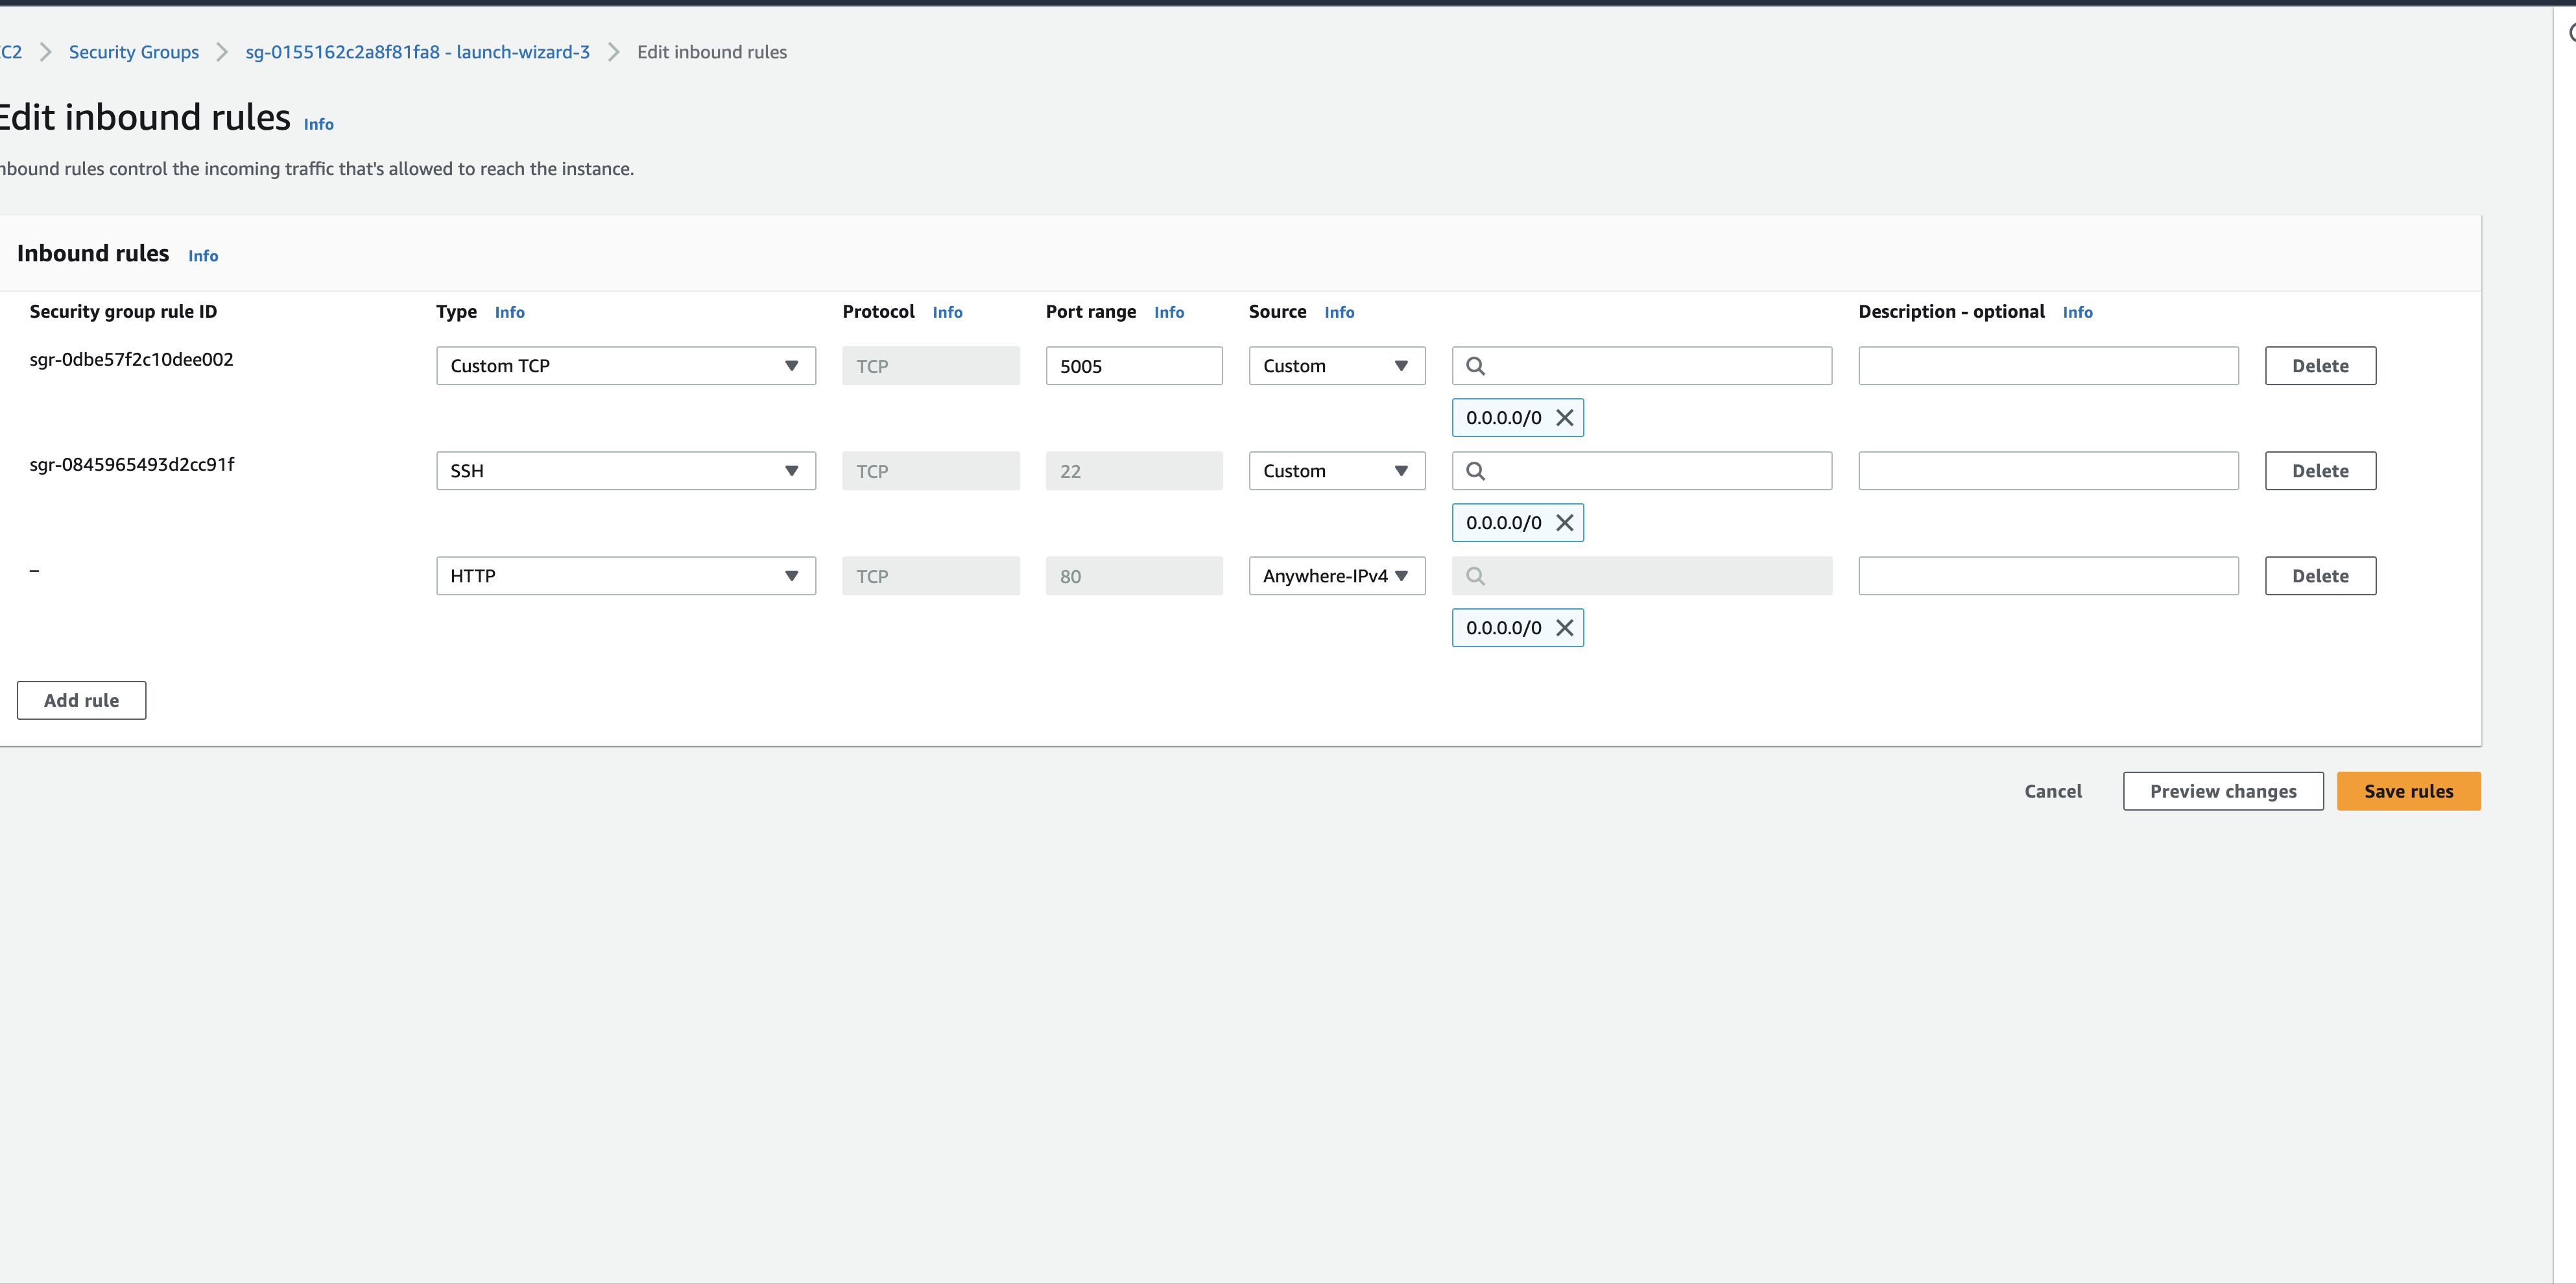 C2 > Security Groups > sg-0155162c2a8f81fa8 - launch-wizard-3 > Edit inbound rules
Edit inbound rules Info
nbound rules control the incoming traffic that's allowed to reach the instance.
Inbound rules Info
Security group rule ID Type Info Protocol Info Port range Info Source Info Description - optional Info
sgr-0dbe57f2c10dee002 Custom TCP TCP 5005 Custom Delete
0.0.0.0/0
sgr-0845965493d2cc91f SSH TCP 22 Custom Delete
0.0.0.0/0
– HTTP TCP 80 Anywhere-IPv4 Delete
0.0.0.0/0
Add rule
Cancel Preview changes Save rules